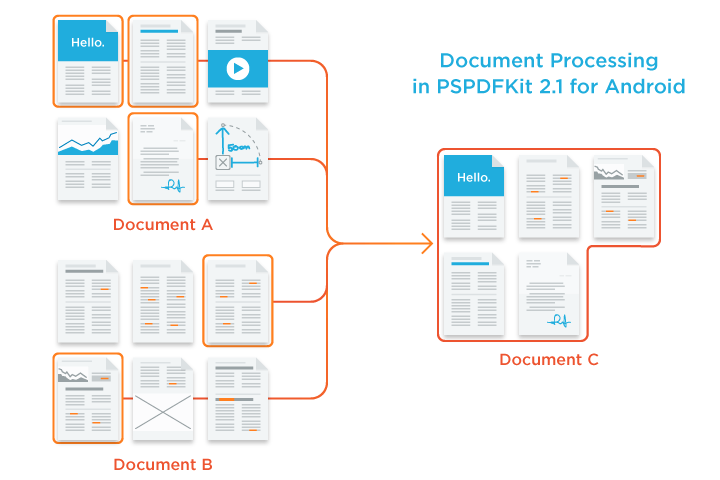 Hello.
50cm
Document A
Document B
Document Processing
in PSPDFKit 2.1 for Android
Hello.
Document C